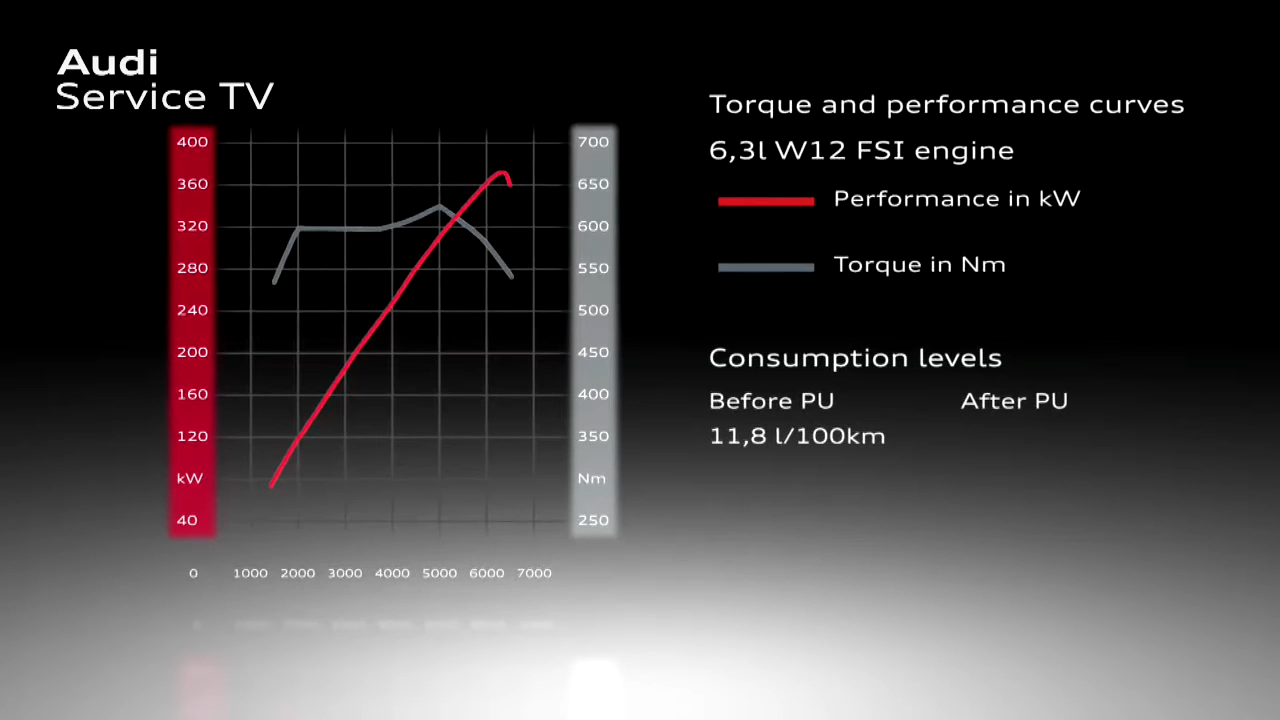 Audi
Service TV
Torque and performance curves
6,3l W12 FSI engine
Performance in kW
Torque in Nm
Consumption levels
Before PU After PU
11,8 l/100km
400 700
360 650
320 600
280 550
240 500
200 450
160 400
120 350
kW Nm
40 250
0 1000 2000 3000 4000 5000 6000 7000